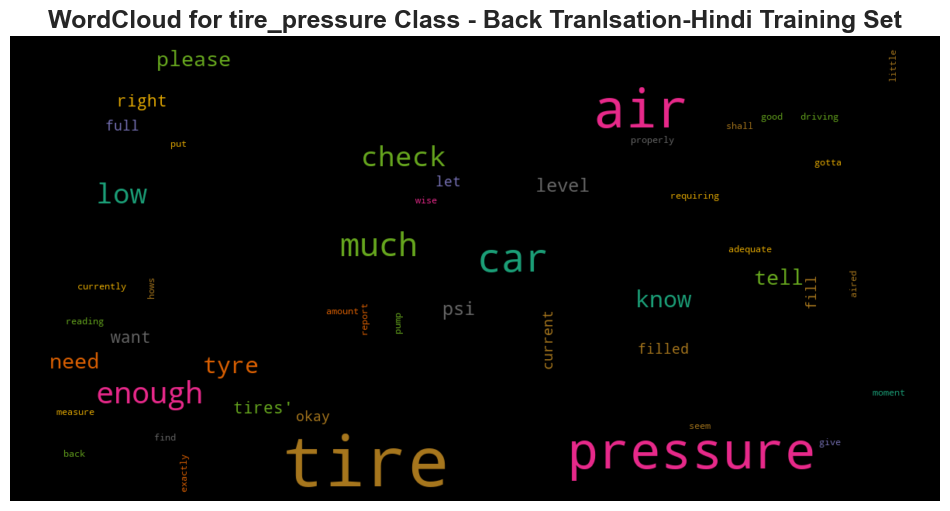 WordCloud for tire_pressure Class - Back Tranlsation-Hindi Training Set
please
little
right
air
full
good
driving
shall
put
properly
check
gotta
let
level
low
wise
requiring
much
car
adequate
tell
currently
hows
know
fill
aired
amount
report
psi
reading
pump
want
current
filled
need
tyre
enough
moment
tires'
measure
okay
seem
find
tire
pressure
give
back
exactly